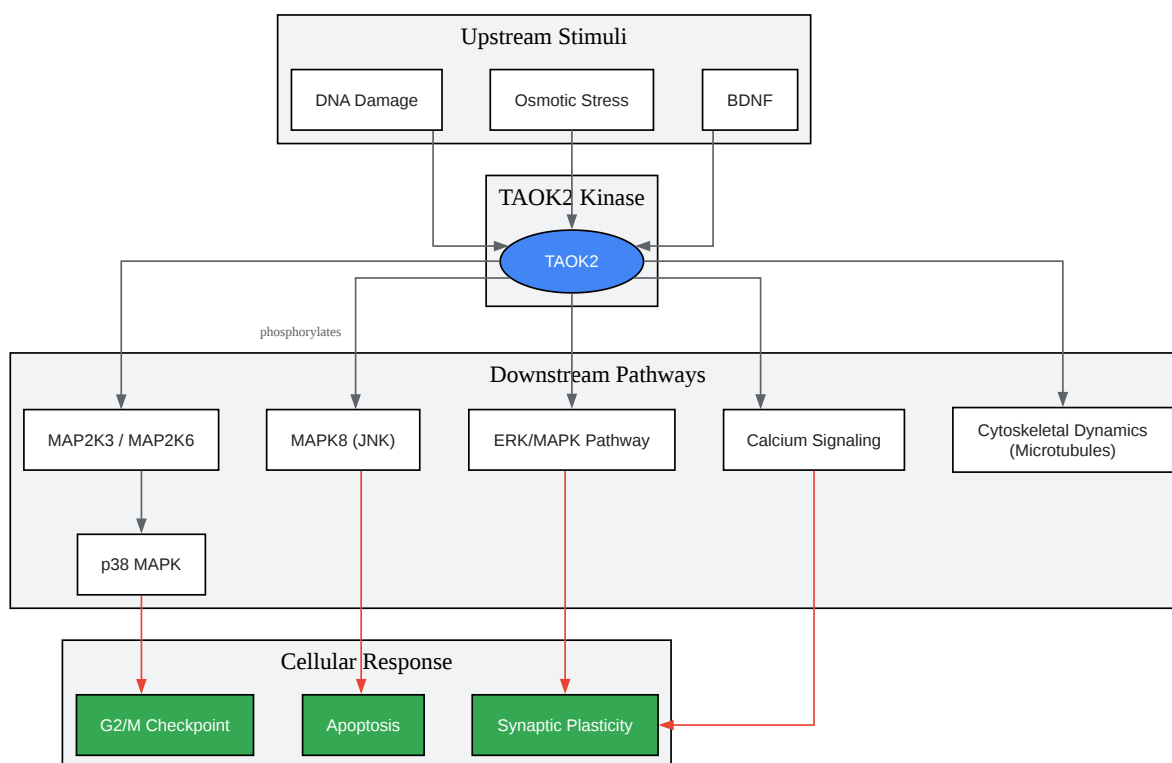 Upstream Stimuli
DNA Damage
Osmotic Stress
BDNF
TAOK2 Kinase
TAOK2
phosphorylates
Downstream Pathways
MAP2K3 / MAP2K6
MAPK8 (JNK)
ERK/MAPK Pathway
Calcium Signaling
Cytoskeletal Dynamics
(Microtubules)
p38 MAPK
Cellular Response
G2/M Checkpoint
Apoptosis
Synaptic Plasticity